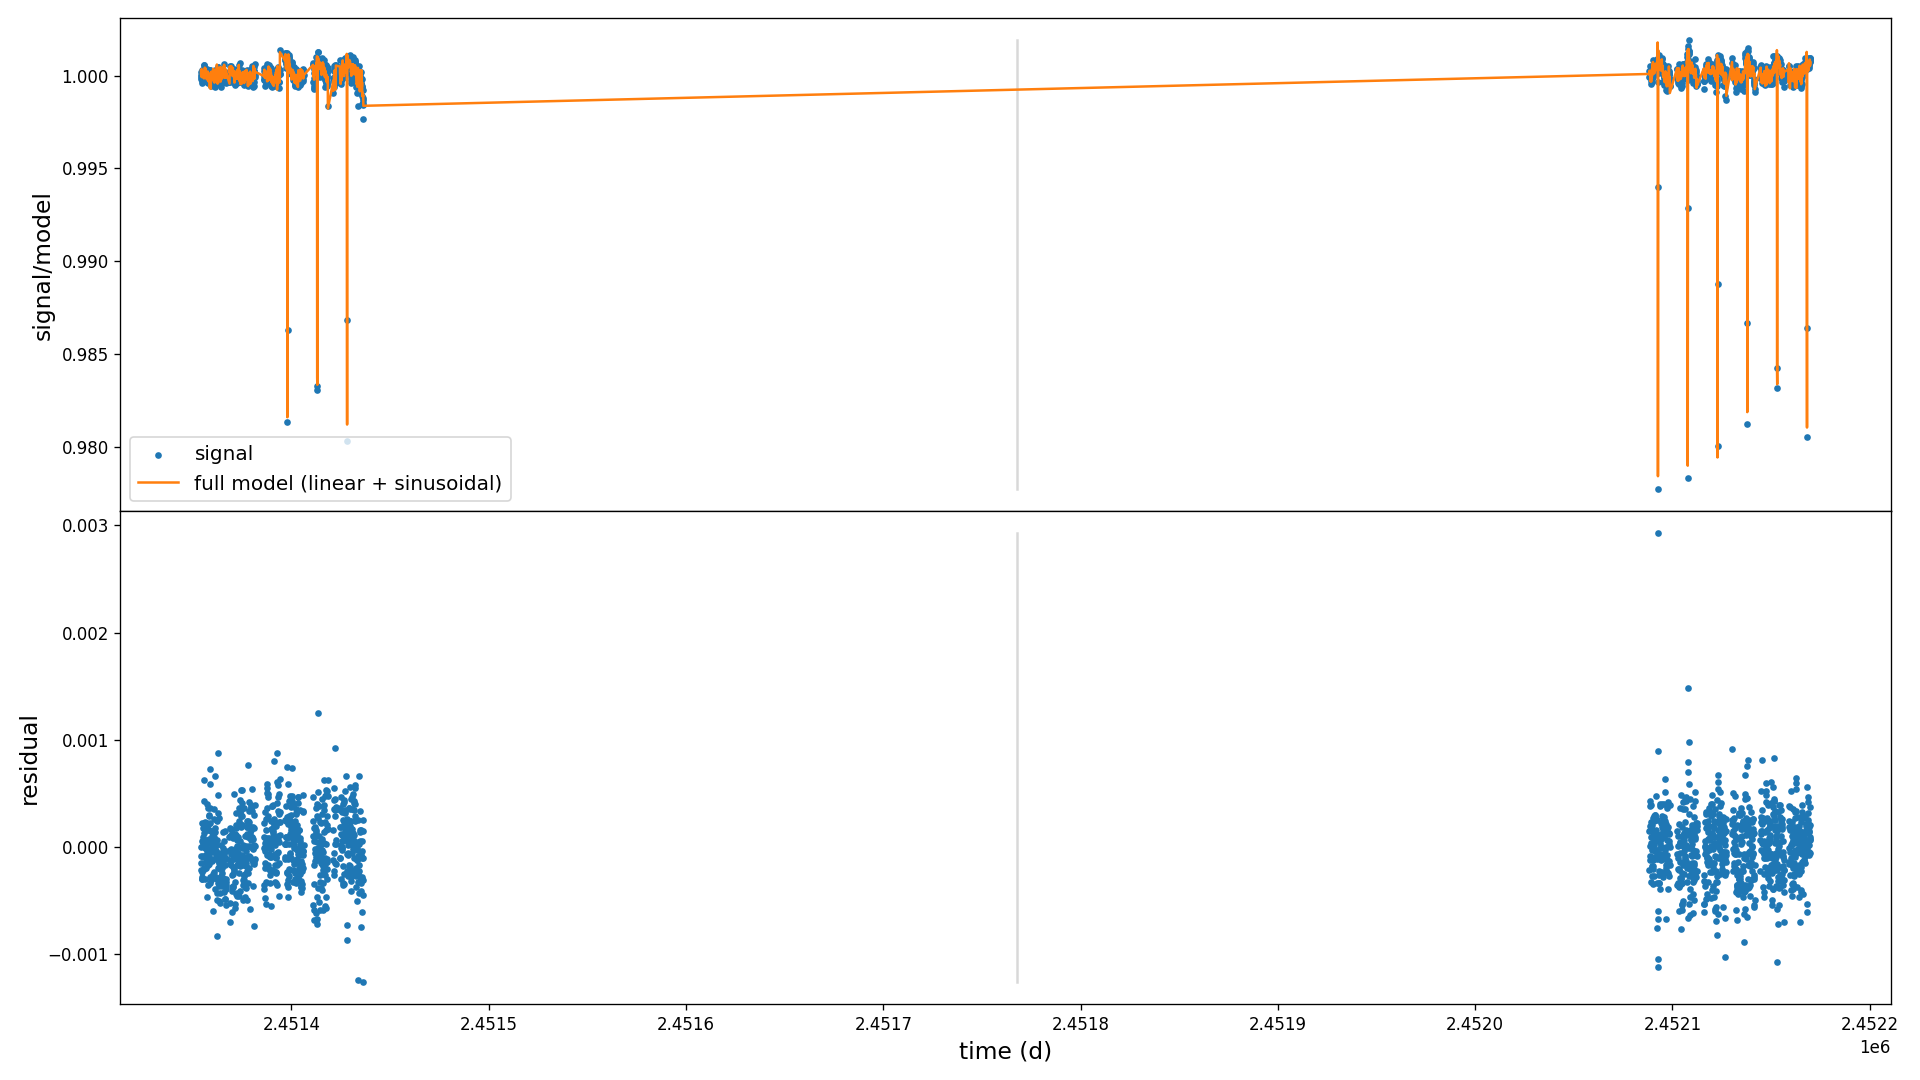 1.000
0.995
0.990
0.985
0.980
signal/model
signal
full model (linear + sinusoidal)
0.003
0.002
0.001
0.000
−0.001
residual
2.4514 2.4515 2.4516 2.4517 2.4518 2.4519 2.4520 2.4521 2.4522
1e6
time (d)